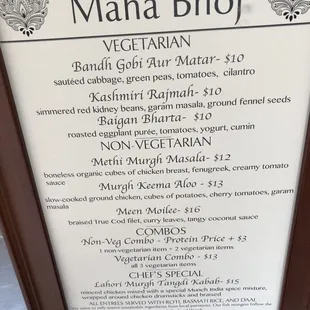 Maha Bhoj
VEGETARIAN
Bandh Gobi Aur Matar- $10
sautéed cabbage, green peas, tomatoes, cilantro
Kashmiri Rajmah- $10
simmered red kidney beans, garam masala, ground fennel seeds
Baigan Bharta- $10
roasted eggplant purée, tomatoes, yogurt, cumin
NON-VEGETARIAN
Methi Murgh Masala- $12
boneless organic cubes of chicken breast, fenugreek, creamy tomato
sauce
Murgh Keema Aloo - $13
slow-cooked ground chicken, cubes of potatoes, cherry tomatoes, garam
masala
Meen Moilee- $16
braised True Cod filet, curry leaves, tangy coconut sauce
COMBOS
Non-Veg Combo - Protein Price + $3
1 non-vegetarian item + 2 vegetarian items
Vegetarian Combo - $13
all 3 vegetarian items
CHEF'S SPECIAL
Lahori Murgh Tangdi Kabab- $15
minced chicken mixed with a special Munch India spice mixture,
wrapped around chicken drumsticks and braised
ALL ENTREES SERVED WITH ROTI, BASMATI RICE, AND DAAL